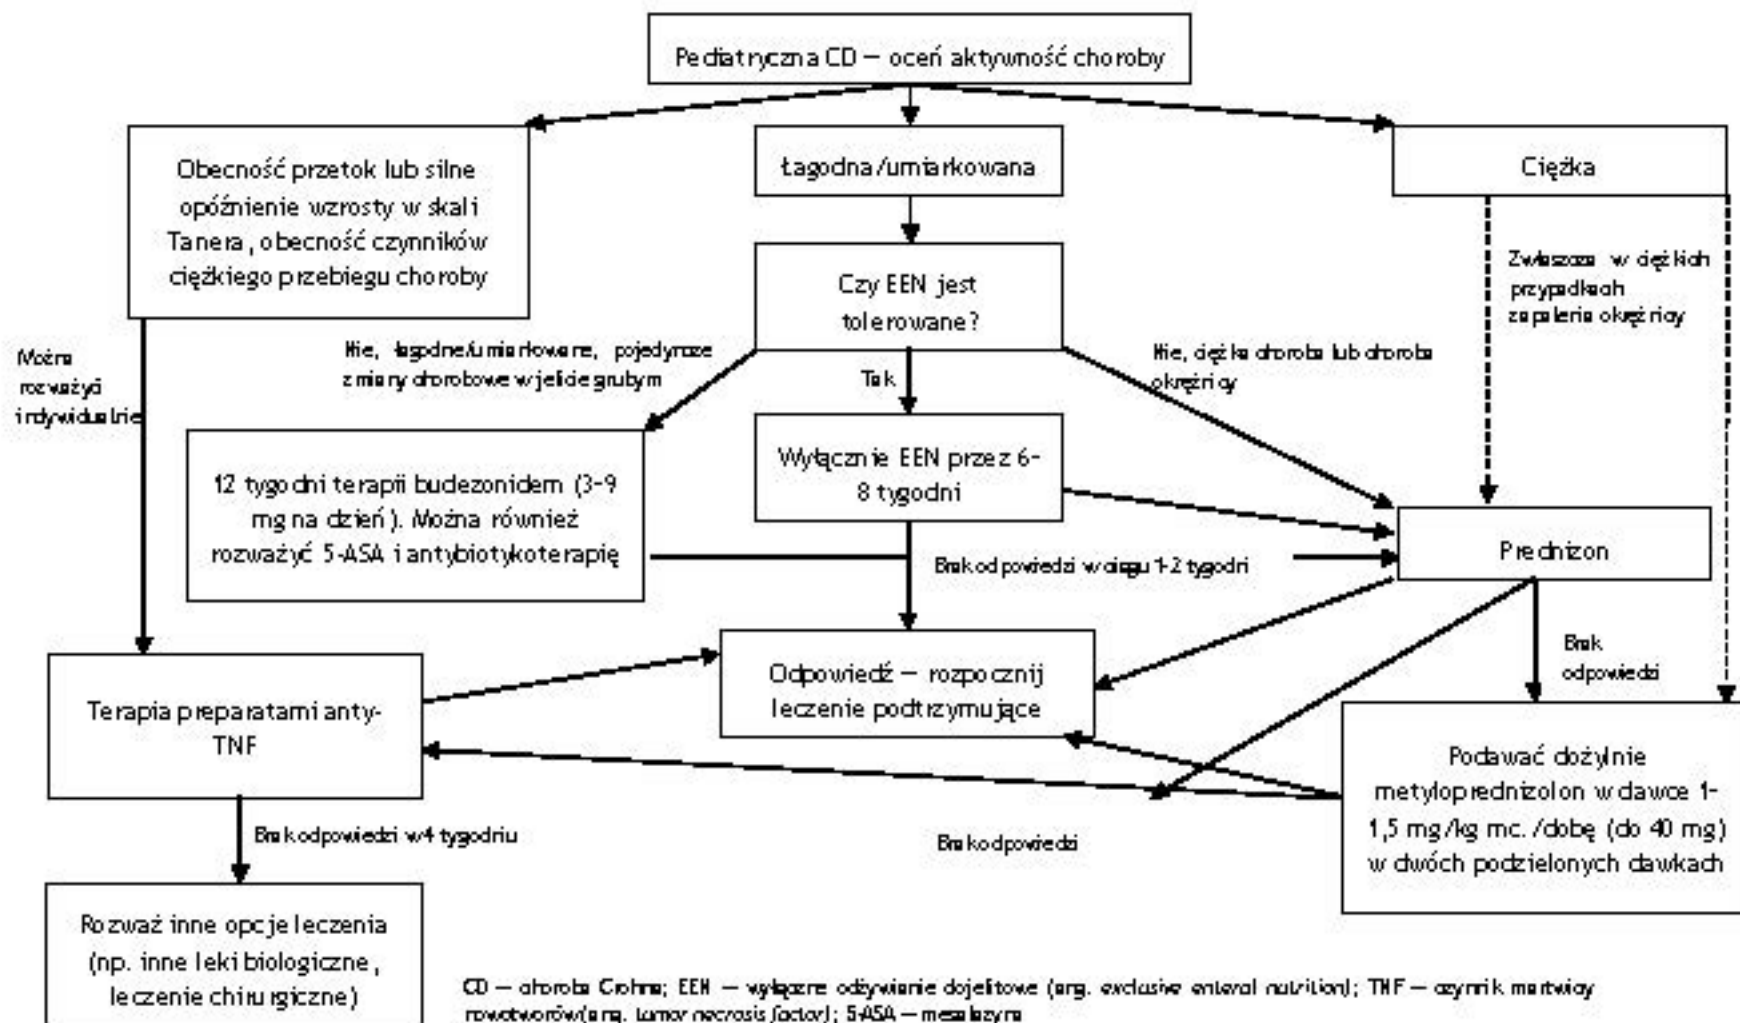 Pediatryczna CD — oceń aktywność choroby
Obecność przetok lub silne
opóźnienie wzrosty w skali
Tanera, obecność czynników
ciężkiego przebiegu choroby
Łagodna/umiarkowana
Ciężka
Czy EEN jest
tolerowane?
Zwłaszcza w ciężkich
przypadkach
zapalenia okrężnicy
Można
rozważyć
indywidualnie
Nie, łagodne/umiarkowane, pojedyncze
zmiany chorobowe w jelicie grubym
Tak
Nie, ciężka choroba lub choroba
okrężnicy
12 tygodni terapii budezonidem (3-9
mg na dzień). Można również
rozważyć 5-ASA i antybiotykoterapię
Wyłącznie EEN przez 6-
8 tygodni
Prednizon
Brak odpowiedzi w ciągu 1-2 tygodni
Brak
odpowiedzi
Terapia preparatami anty-
TNF
Odpowiedź — rozpocznij
leczenie podtrzymujące
Podawać dożylnie
metyloprednizolon w dawce 1-
1,5 mg/kg mc./dobę (do 40 mg)
w dwóch podzielonych dawkach
Brak odpowiedzi w 4 tygodniu
Brak odpowiedzi
Rozważ inne opcje leczenia
(np. inne leki biologiczne,
leczenie chirurgiczne)
CD — choroba Crohna; EEN — wyłączne odżywianie dojelitowe (ang. exclusive enteral nutrition); TNF — czynnik martwicy
nowotworów(ang. tumor necrosis factor); 5-ASA — mesalazyna